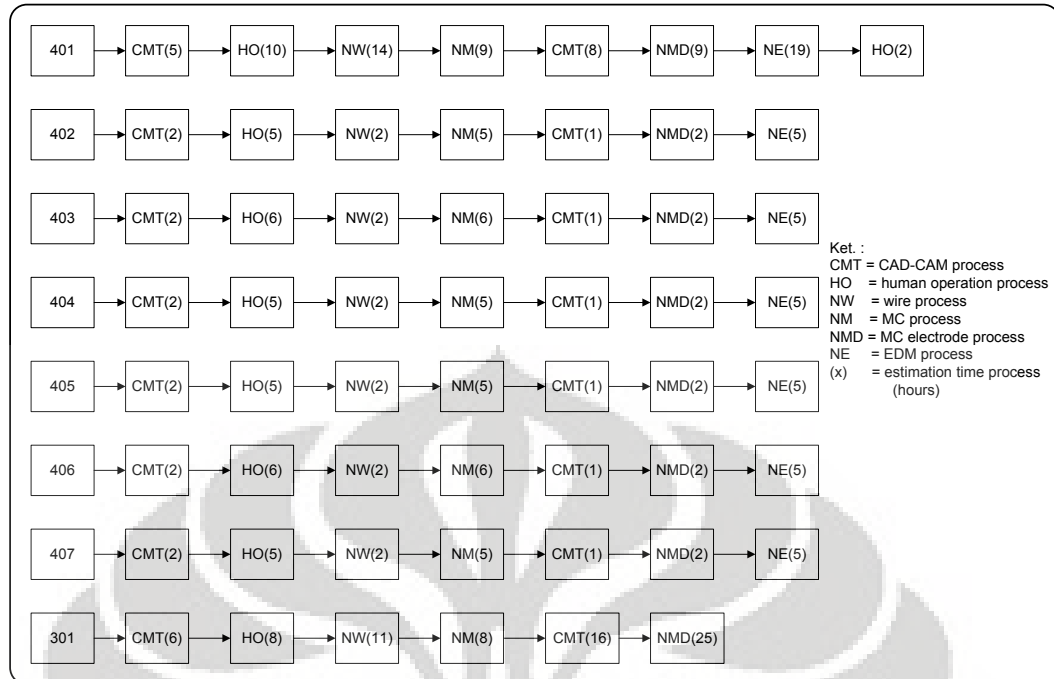 401 CMT(5) HO(10) NW(14) NM(9) CMT(8) NMD(9) NE(19) HO(2)
402 CMT(2) HO(5) NW(2) NM(5) CMT(1) NMD(2) NE(5)
403 CMT(2) HO(6) NW(2) NM(6) CMT(1) NMD(2) NE(5)
404 CMT(2) HO(5) NW(2) NM(5) CMT(1) NMD(2) NE(5)
405 CMT(2) HO(5) NW(2) NM(5) CMT(1) NMD(2) NE(5)
406 CMT(2) HO(6) NW(2) NM(6) CMT(1) NMD(2) NE(5)
407 CMT(2) HO(5) NW(2) NM(5) CMT(1) NMD(2) NE(5)
301 CMT(6) HO(8) NW(11) NM(8) CMT(16) NMD(25)
Ket. :
CMT = CAD-CAM process
HO = human operation process
NW = wire process
NM = MC process
NMD = MC electrode process
NE = EDM process
(x) = estimation time process
(hours)